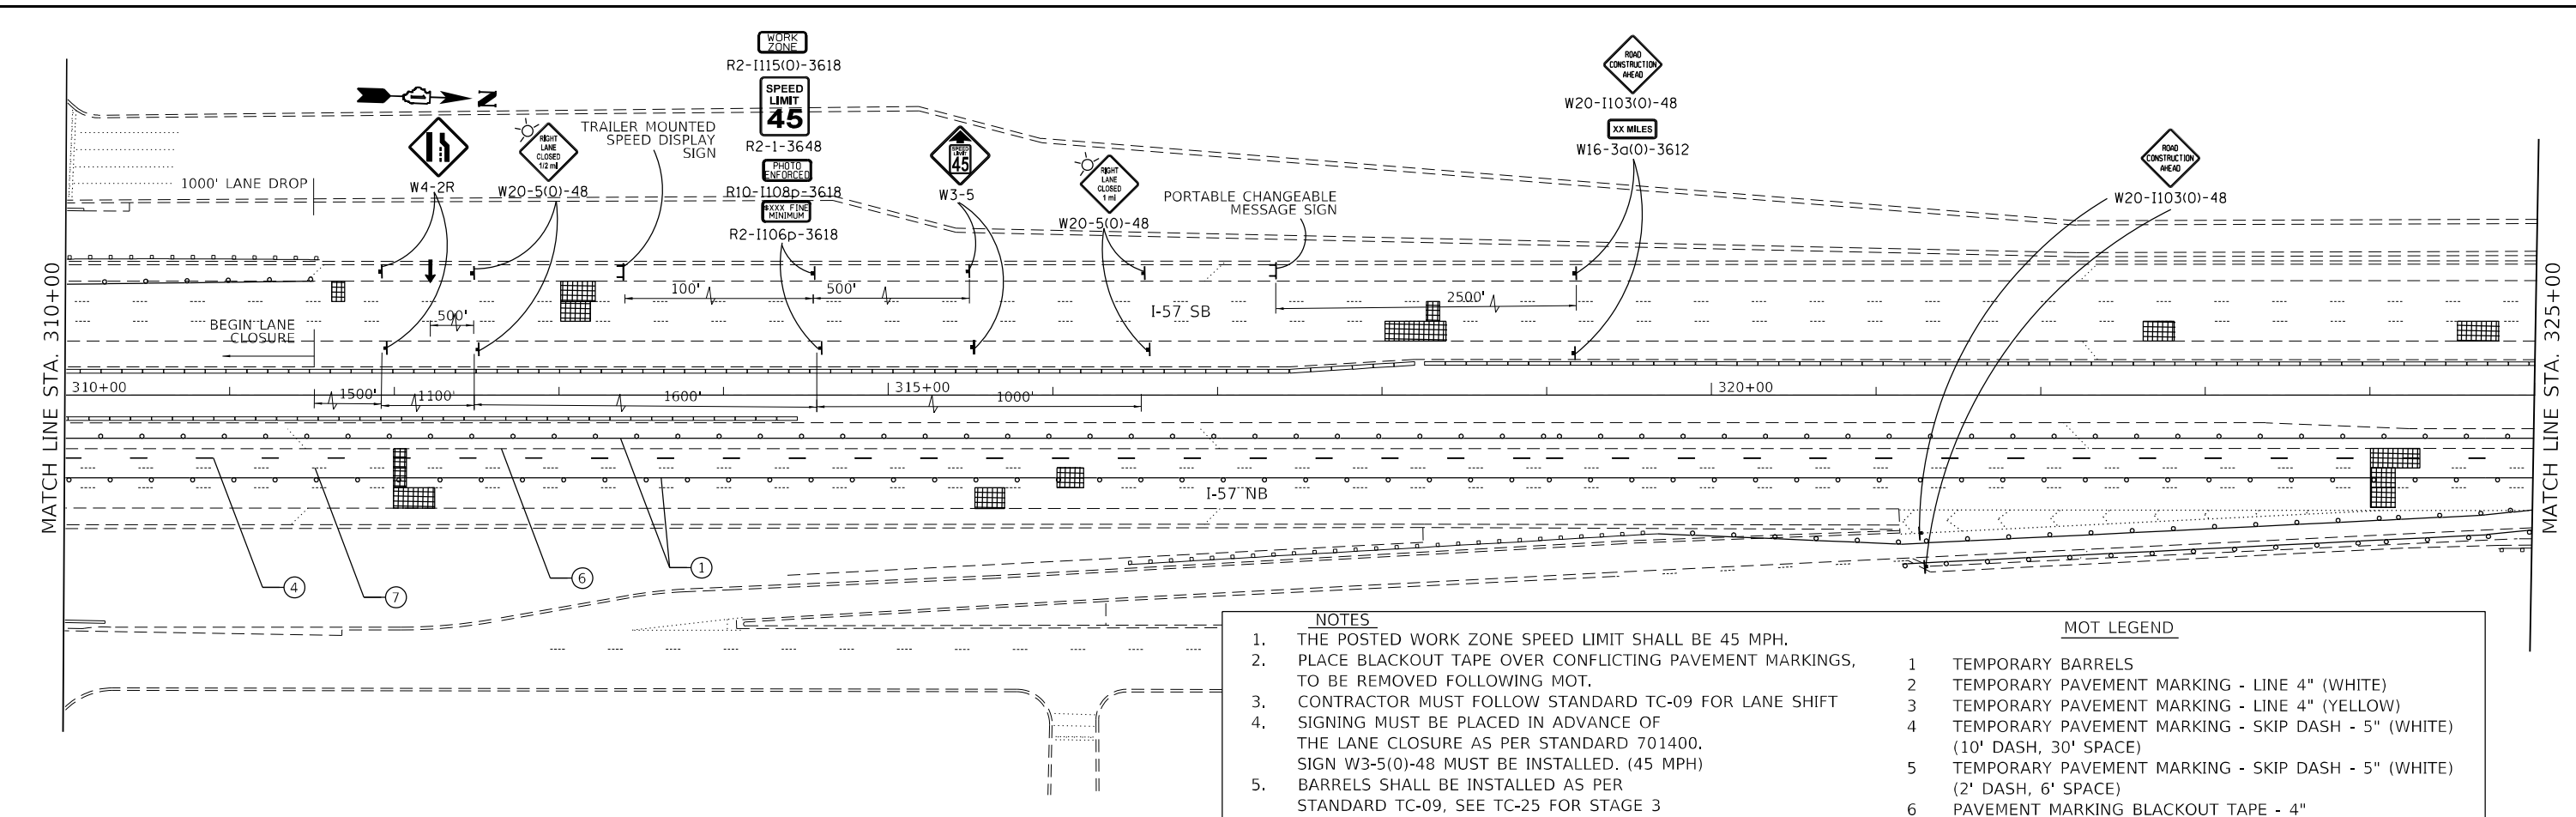 WORK
ZONE
R2-I115(O)-3618
SPEED
LIMIT
45
R2-1-3648
PHOTO
ENFORCED
R10-I108p-3618
$XXX FINE
MINIMUM
R2-I106p-3618
N
W4-2R
RIGHT
LANE
CLOSED
1/2 mi
W20-5(O)-48
TRAILER MOUNTED
SPEED DISPLAY
SIGN
1000' LANE DROP
SPEED
LIMIT
45
W3-5
RIGHT
LANE
CLOSED
1 mi
W20-5(O)-48
PORTABLE CHANGEABLE
MESSAGE SIGN
ROAD
CONSTRUCTION
AHEAD
W20-I103(O)-48
XX MILES
W16-3a(O)-3612
ROAD
CONSTRUCTION
AHEAD
W20-I103(O)-48
MATCH LINE STA. 310+00
MATCH LINE STA. 325+00
BEGIN LANE
CLOSURE
500'
100'
500'
2500'
I-57 SB
310+00
315+00
320+00
1500'
1100'
1600'
1000'
I-57 NB
4
7
6
1
NOTES
1. THE POSTED WORK ZONE SPEED LIMIT SHALL BE 45 MPH.
2. PLACE BLACKOUT TAPE OVER CONFLICTING PAVEMENT MARKINGS,
TO BE REMOVED FOLLOWING MOT.
3. CONTRACTOR MUST FOLLOW STANDARD TC-09 FOR LANE SHIFT
4. SIGNING MUST BE PLACED IN ADVANCE OF
THE LANE CLOSURE AS PER STANDARD 701400.
SIGN W3-5(O)-48 MUST BE INSTALLED. (45 MPH)
5. BARRELS SHALL BE INSTALLED AS PER
STANDARD TC-09, SEE TC-25 FOR STAGE 3
MOT LEGEND
1 TEMPORARY BARRELS
2 TEMPORARY PAVEMENT MARKING - LINE 4" (WHITE)
3 TEMPORARY PAVEMENT MARKING - LINE 4" (YELLOW)
4 TEMPORARY PAVEMENT MARKING - SKIP DASH - 5" (WHITE)
(10' DASH, 30' SPACE)
5 TEMPORARY PAVEMENT MARKING - SKIP DASH - 5" (WHITE)
(2' DASH, 6' SPACE)
6 PAVEMENT MARKING BLACKOUT TAPE - 4"